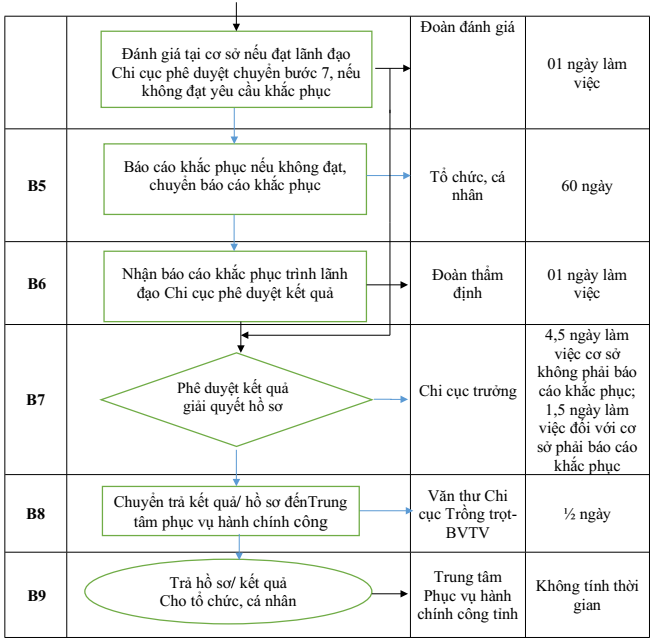 Đánh giá tại cơ sở nếu đạt lãnh đạo
Chi cục phê duyệt chuyển bước 7, nếu
không đạt yêu cầu khắc phục
Đoàn đánh giá
01 ngày làm
việc
B5
Báo cáo khắc phục nếu không đạt,
chuyển báo cáo khắc phục
Tổ chức, cá
nhân
60 ngày
B6
Nhận báo cáo khắc phục trình lãnh
đạo Chi cục phê duyệt kết quả
Đoàn thẩm
định
01 ngày làm
việc
B7
Phê duyệt kết quả
giải quyết hồ sơ
Chi cục trưởng
4,5 ngày làm
việc cơ sở
không phải báo
cáo khắc phục;
1,5 ngày làm
việc đối với cơ
sở phải báo cáo
khắc phục
B8
Chuyển trả kết quả/ hồ sơ đếnTrung
tâm phục vụ hành chính công
Văn thư Chi
cục Trồng trọt-
BVTV
½ ngày
B9
Trả hồ sơ/ kết quả
Cho tổ chức, cá nhân
Trung tâm
Phục vụ hành
chính công tỉnh
Không tính thời
gian